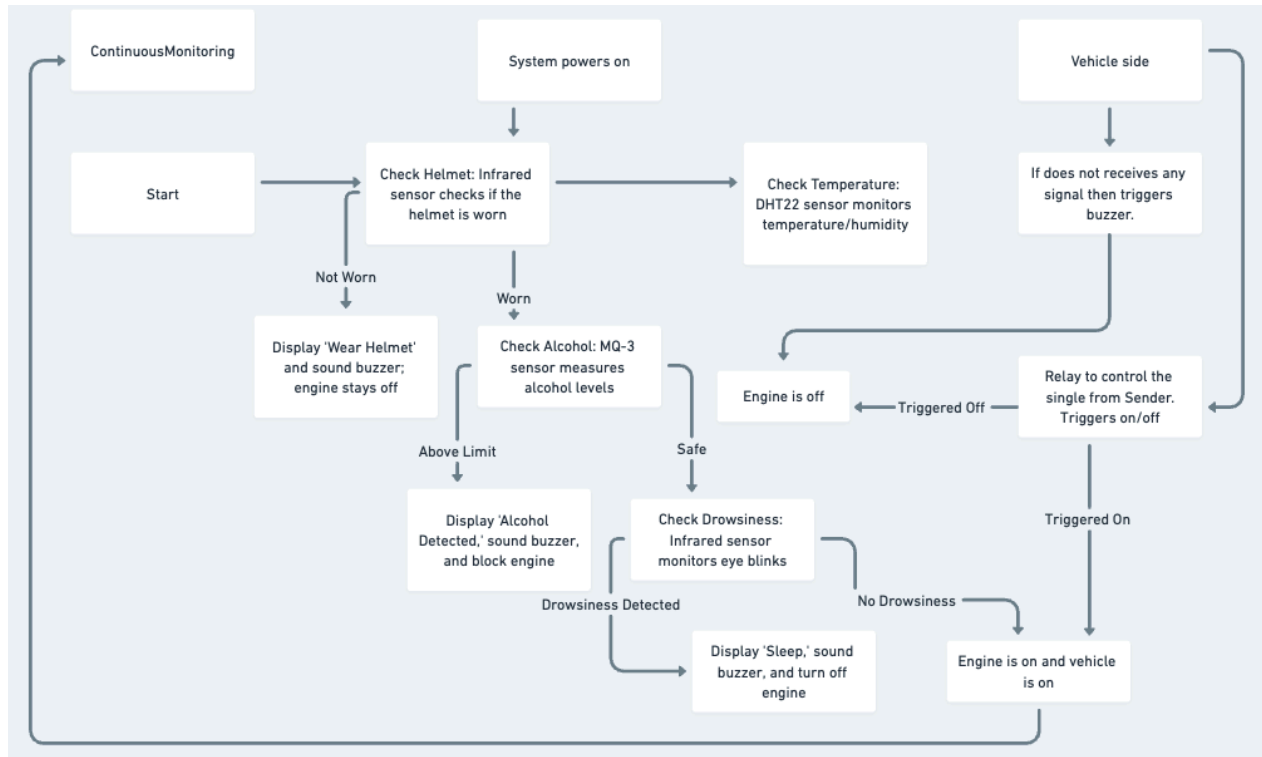 ContinuousMonitoring
System powers on
Vehicle side
Start
Check Helmet: Infrared
sensor checks if the
helmet is worn
Check Temperature:
DHT22 sensor monitors
temperature/humidity
If does not receives any
signal then triggers
buzzer.
Not Worn
Worn
Display 'Wear Helmet'
and sound buzzer;
engine stays off
Check Alcohol: MQ-3
sensor measures
alcohol levels
Engine is off
Triggered Off
Relay to control the
single from Sender.
Triggers on/off
Above Limit
Safe
Display 'Alcohol
Detected,' sound buzzer,
and block engine
Check Drowsiness:
Infrared sensor
monitors eye blinks
Triggered On
Drowsiness Detected
No Drowsiness
Display 'Sleep,' sound
buzzer, and turn off
engine
Engine is on and vehicle
is on